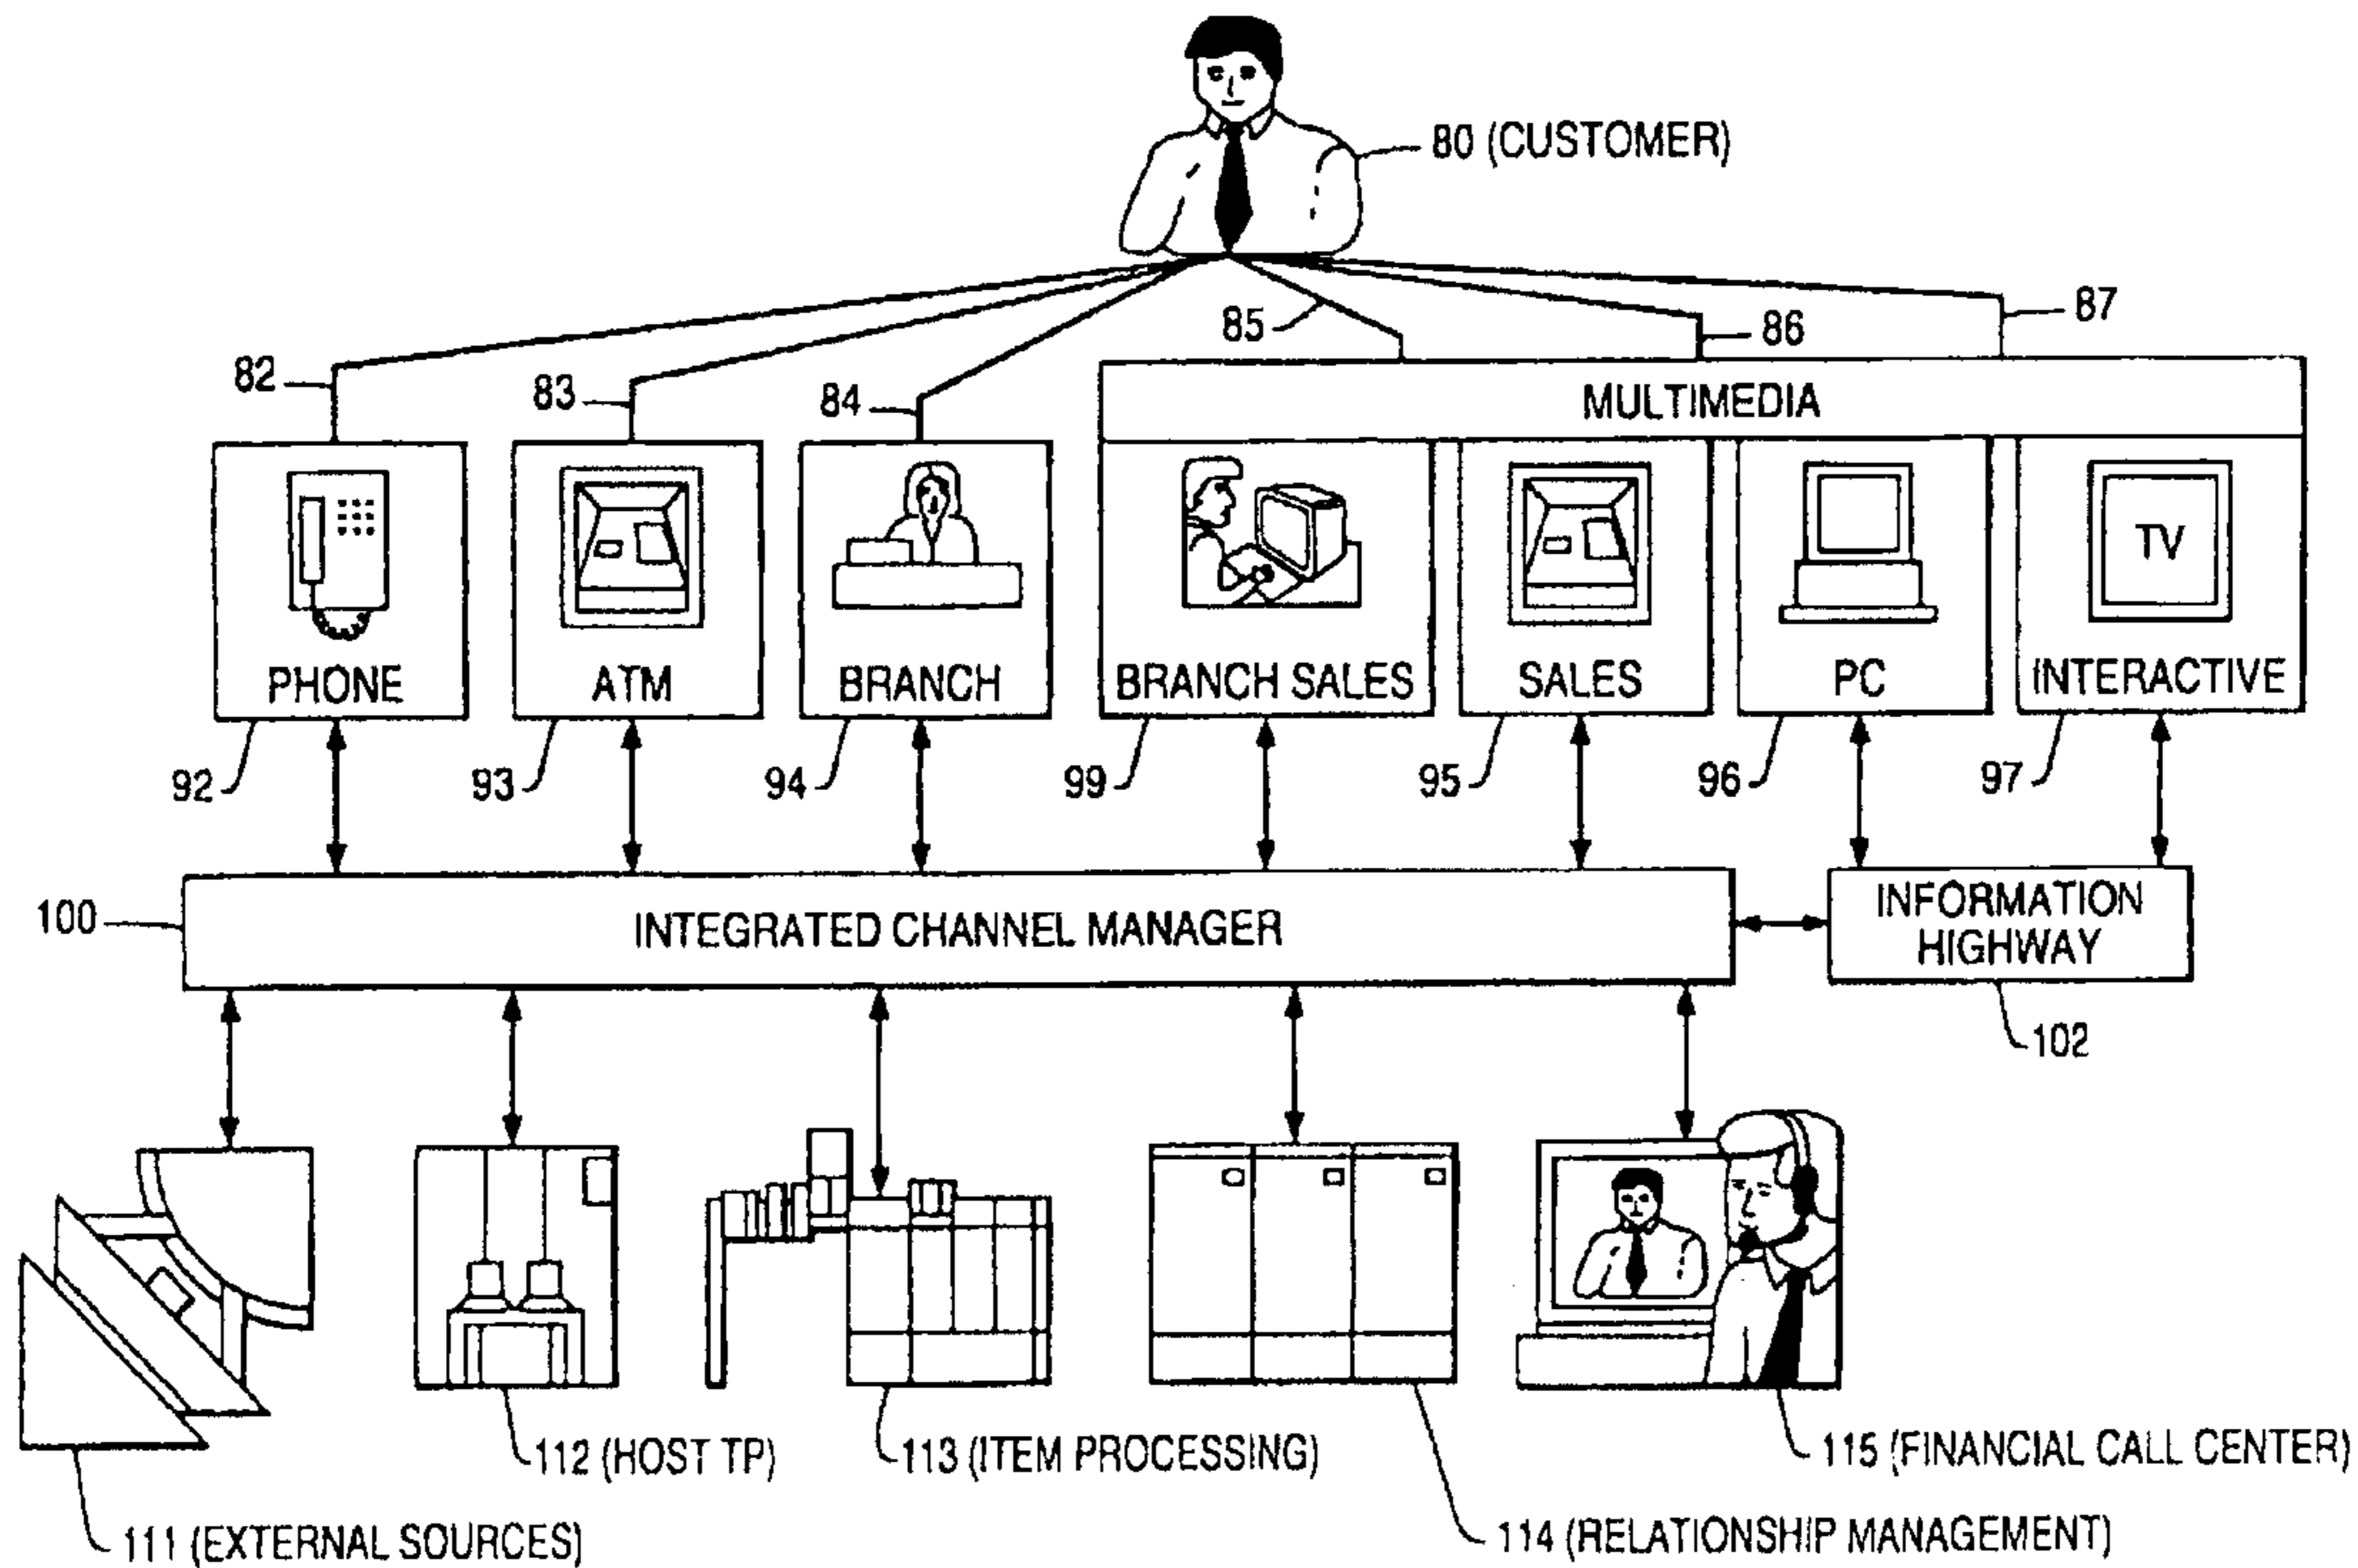 80 (CUSTOMER)
82
83
84
85
86
87
MULTIMEDIA
TV
PHONE
ATM
BRANCH
BRANCH SALES
SALES
PC
INTERACTIVE
92
93
94
99
95
96
97
100
INTEGRATED CHANNEL MANAGER
INFORMATION
HIGHWAY
102
112 (HOST TP)
113 (ITEM PROCESSING)
115 (FINANCIAL CALL CENTER)
111 (EXTERNAL SOURCES)
114 (RELATIONSHIP MANAGEMENT)